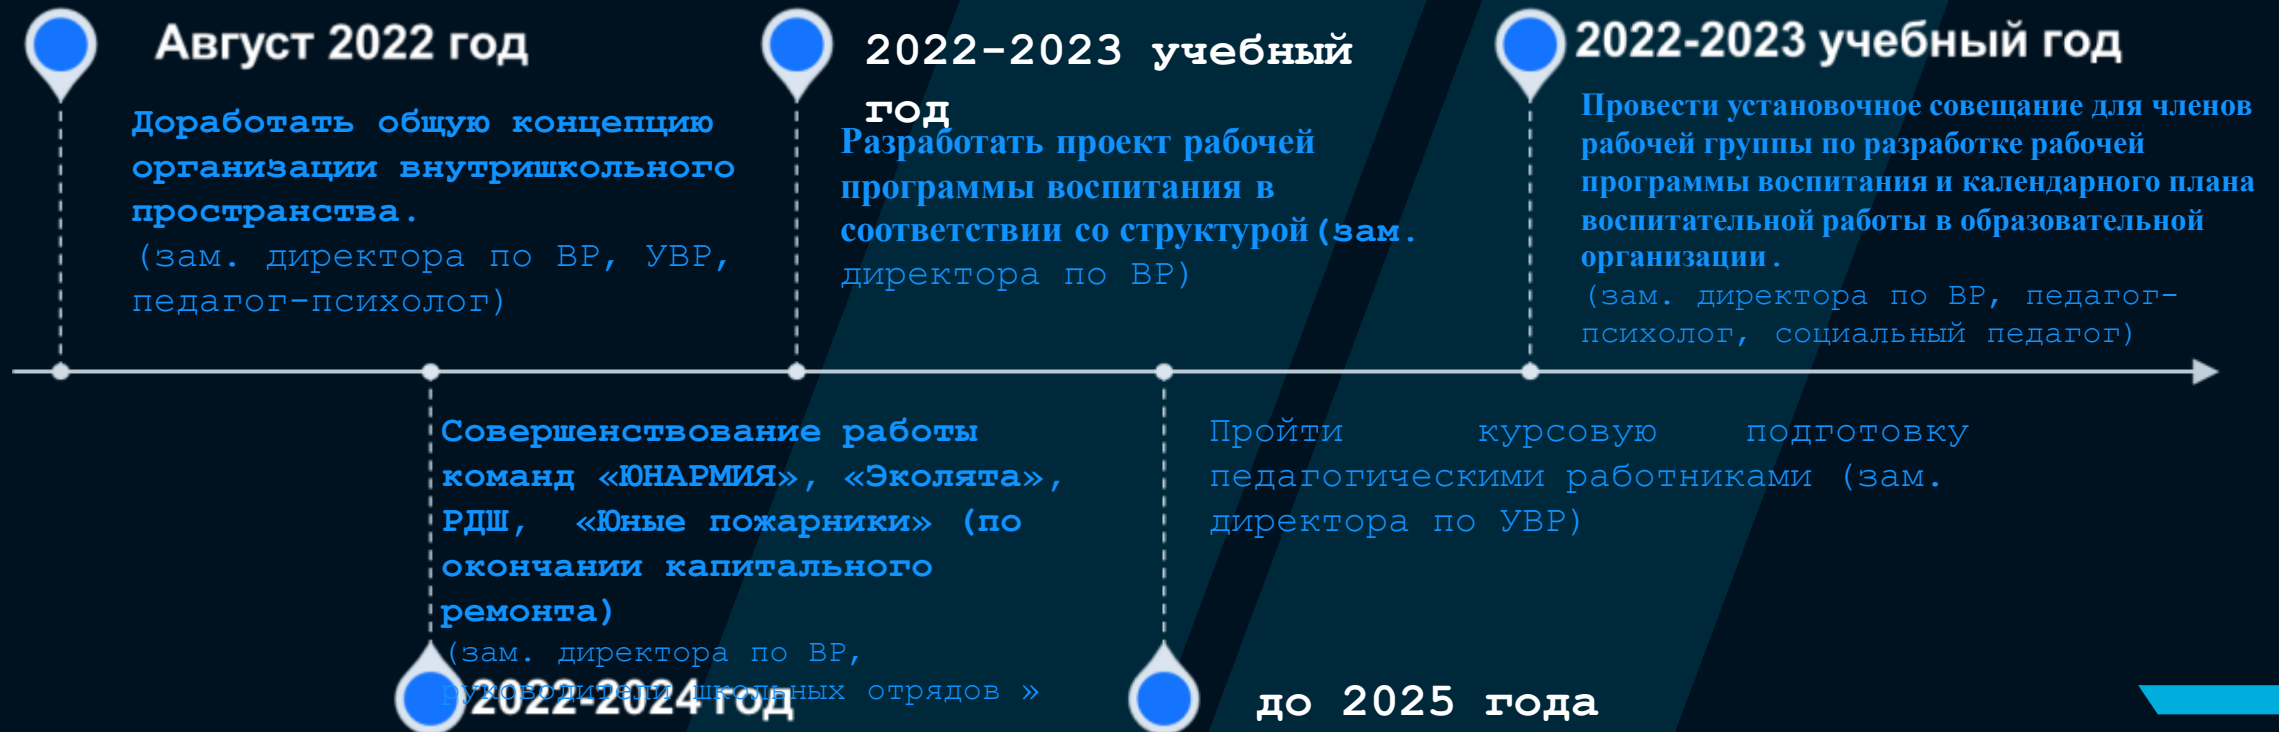 Август 2022 год
Доработать общую концепцию
организации внутришкольного
пространства.
(зам. директора по ВР, УВР,
педагог-психолог)
2022-2023 учебный
год
Разработать проект рабочей
программы воспитания в
соответствии со структурой(зам.
директора по ВР)
2022-2023 учебный год
Провести установочное совещание для членов
рабочей группы по разработке рабочей
программы воспитания и календарного плана
воспитательной работы в образовательной
организации.
(зам. директора по ВР, педагог-
психолог, социальный педагог)
Совершенствование работы
команд «ЮНАРМИЯ», «Эколята»,
РДШ, «Юные пожарники» (по
окончании капитального
ремонта)
(зам. директора по ВР,
руководители школьных отрядов »
2022-2024 год
Пройти курсовую подготовку
педагогическими работниками (зам.
директора по УВР)
до 2025 года